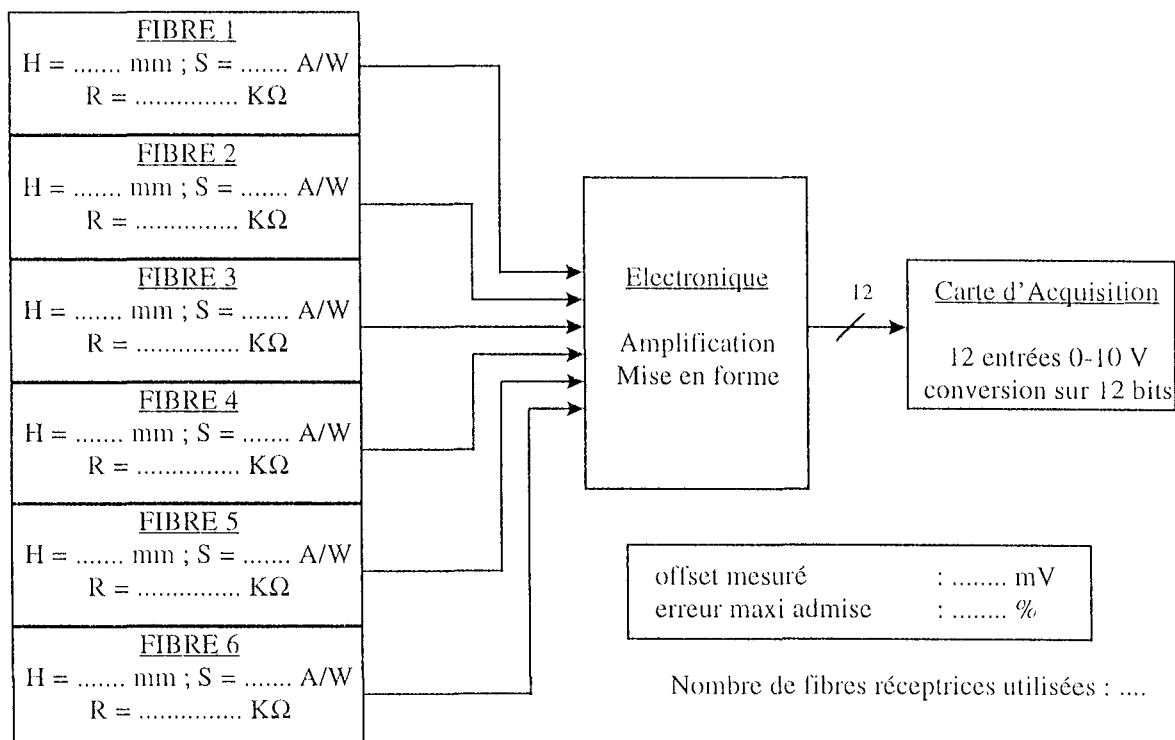 FIBRE 1
H = ....... mm ; S = ....... A/W
R = ............... KΩ
FIBRE 2
H = ....... mm ; S = ....... A/W
R = ............... KΩ
FIBRE 3
H = ....... mm ; S = ....... A/W
R = ............... KΩ
FIBRE 4
H = ....... mm ; S = ....... A/W
R = ............... KΩ
FIBRE 5
H = ....... mm ; S = ....... A/W
R = ............... KΩ
FIBRE 6
H = ....... mm ; S = ....... A/W
R = ............... KΩ
Electronique
Amplification
Mise en forme
12
Carte d'Acquisition
12 entrées 0-10 V
conversion sur 12 bits
offset mesuré : ........ mV
erreur maxi admise : ........ %
Nombre de fibres réceptrices utilisées : ....